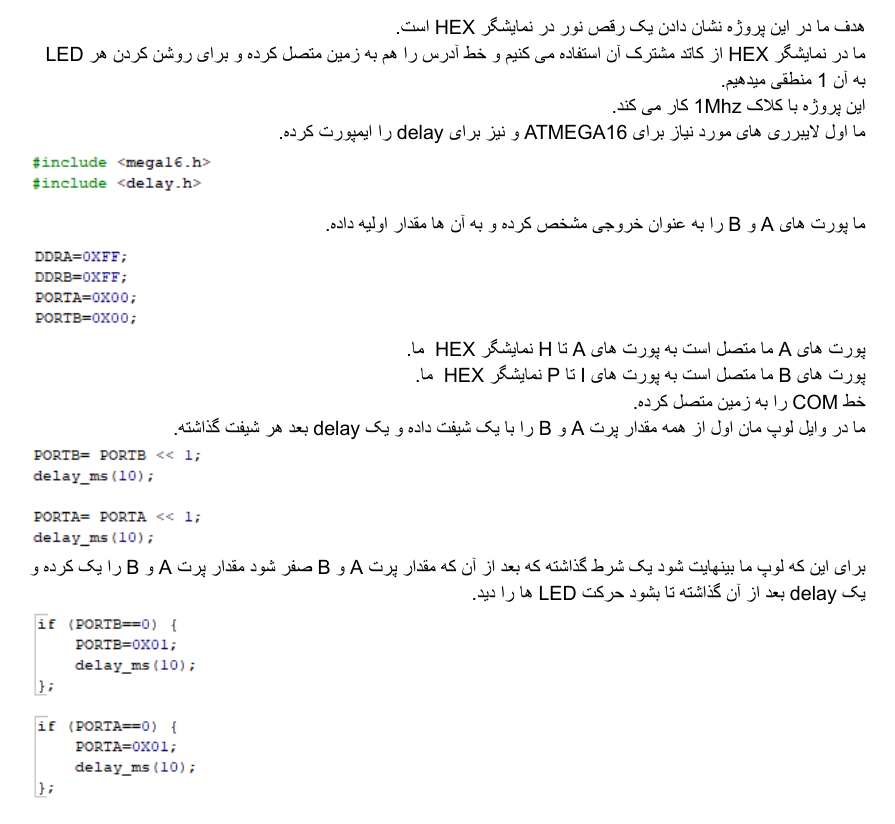 هدف ما در این پروژه نشان دادن یک رقص نور در نمایشگر HEX است.
ما در نمایشگر HEX از کاتد مشترک آن استفاده می کنیم و خط آدرس را هم به زمین متصل کرده و برای روشن کردن هر LED
به آن 1 منطقی میدهیم.
این پروژه با کلاک 1Mhz کار می کند.
ما اول لایبرری های مورد نیاز برای ATMEGA16 و نیز برای delay را ایمپورت کرده.
#include <mega16.h>
#include <delay.h>
ما پورت های A و B را به عنوان خروجی مشخص کرده و به آن ها مقدار اولیه داده.
DDRA=0XFF;
DDRB=0XFF;
PORTA=0X00;
PORTB=0X00;
پورت های A ما متصل است به پورت های A تا H نمایشگر HEX ما.
پورت های B ما متصل است به پورت های I تا P نمایشگر HEX ما.
خط COM را به زمین متصل کرده.
ما در وایل لوپ مان اول از همه مقدار پرت A و B را با یک شیفت داده و یک delay بعد هر شیفت گذاشته.
PORTB= PORTB << 1;
delay_ms(10);
PORTA= PORTA << 1;
delay_ms(10);
برای این که لوپ ما بینهایت شود یک شرط گذاشته که بعد از آن که مقدار پرت A و B صفر شود مقدار پرت A و B را یک کرده و
یک delay بعد از آن گذاشته تا بشود حرکت LED ها را دید.
if (PORTB==0) {
PORTB=0X01;
delay_ms(10);
};
if (PORTA==0) {
PORTA=0X01;
delay_ms(10);
};